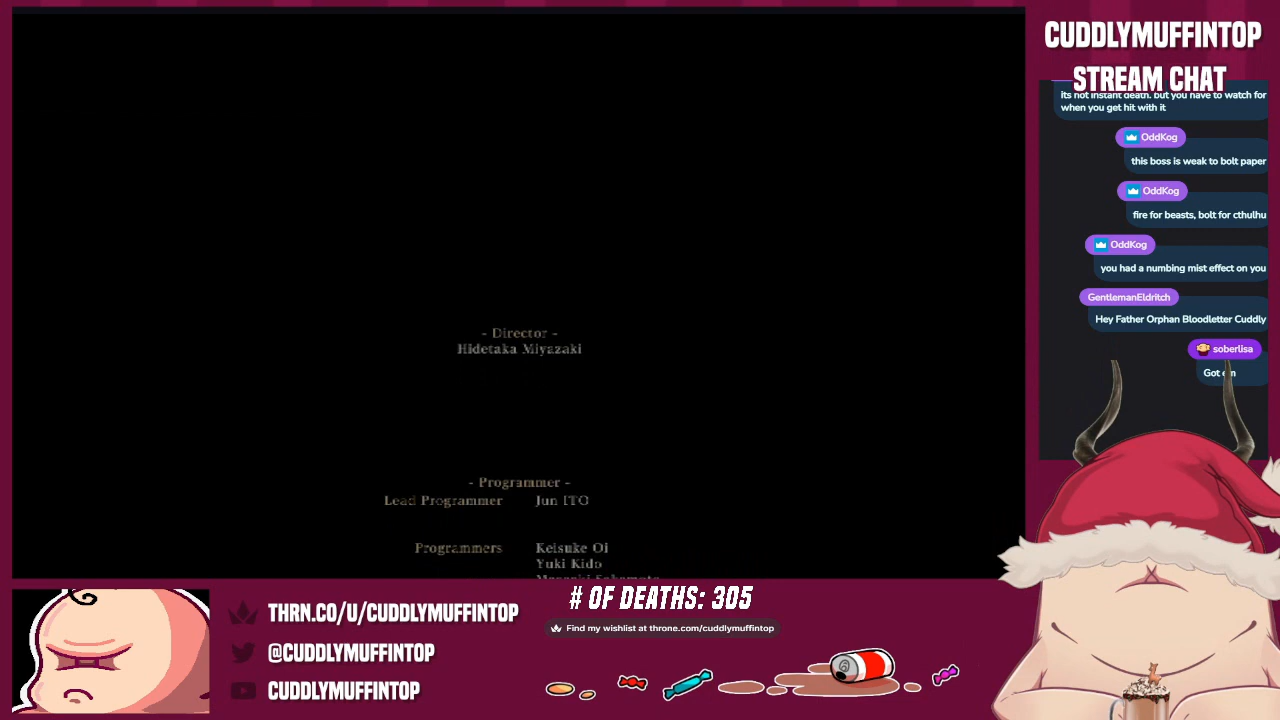 CUDDLYMUFFINTOP
STREAM CHAT
its not instant death. but you have to watch for
when you get hit with it
OddKog
this boss is weak to bolt paper
OddKog
fire for beasts, bolt for cthulhu
OddKog
you had a numbing mist effect on you
GentlemanEldritch
Hey Father Orphan Bloodletter Cuddly
soberlisa
Got em
- Director -
Hidetaka Miyazaki
- Programmer -
Lead Programmer Jun ITO
Programmers Keisuke Oi
Yuki Kido
# OF DEATHS: 305
Find my wishlist at throne.com/cuddlymuffintop
THRN.CO/U/CUDDLYMUFFINTOP
@CUDDLYMUFFINTOP
CUDDLYMUFFINTOP